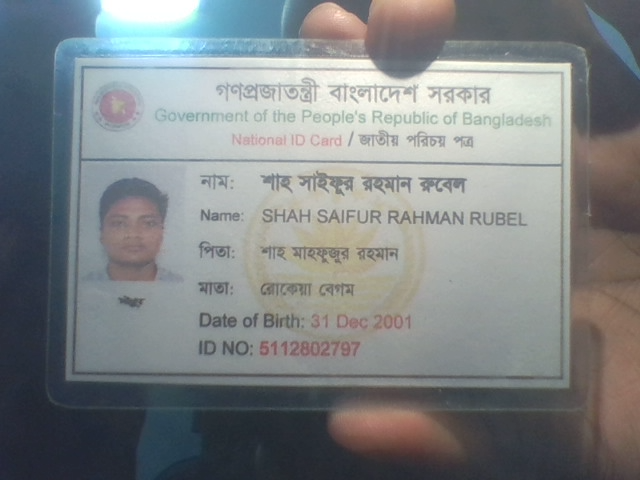 গণপ্রজাতন্ত্রী বাংলাদেশ সরকার
Government of the People's Republic of Bangladesh
National ID Card / জাতীয় পরিচয় পত্র
নাম: শাহ সাইফুর রহমান রুবেল
Name: SHAH SAIFUR RAHMAN RUBEL
পিতা: শাহ মাহফুজুর রহমান
মাতা: রোকেয়া বেগম
Date of Birth: 31 Dec 2001
ID NO: 5112802797